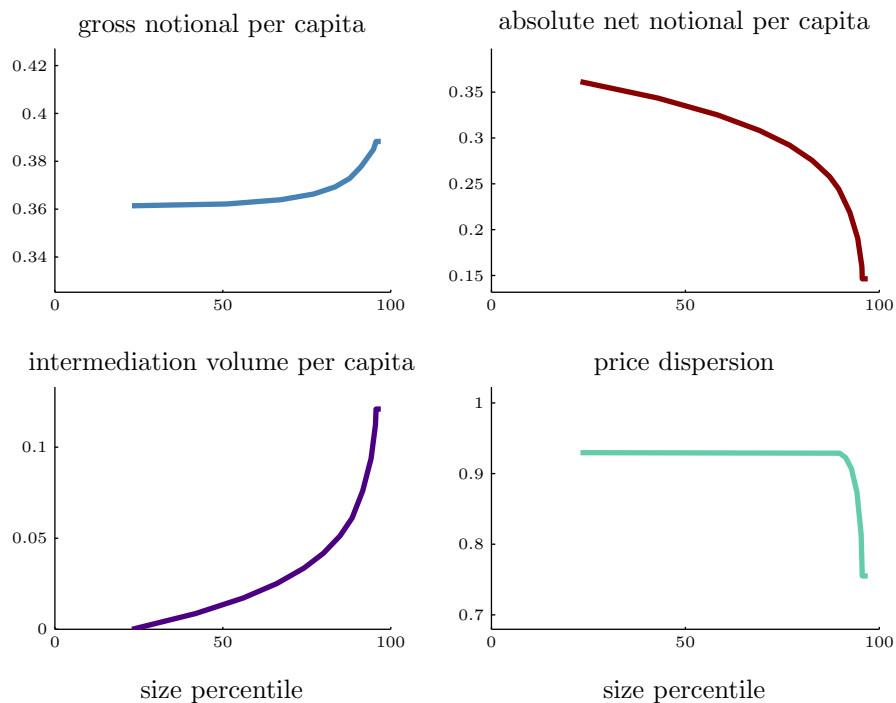 gross notional per capita
0.42
0.4
0.38
0.36
0.34
0 50 100
absolute net notional per capita
0.35
0.3
0.25
0.2
0.15
0 50 100
intermediation volume per capita
0.1
0.05
0
0 50 100
size percentile
price dispersion
1
0.9
0.8
0.7
0 50 100
size percentile